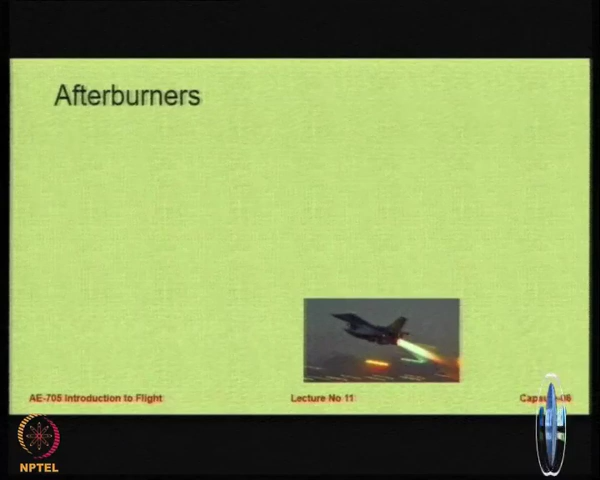 Afterburners
AE-705 Introduction to Flight
Lecture No 11
NPTEL